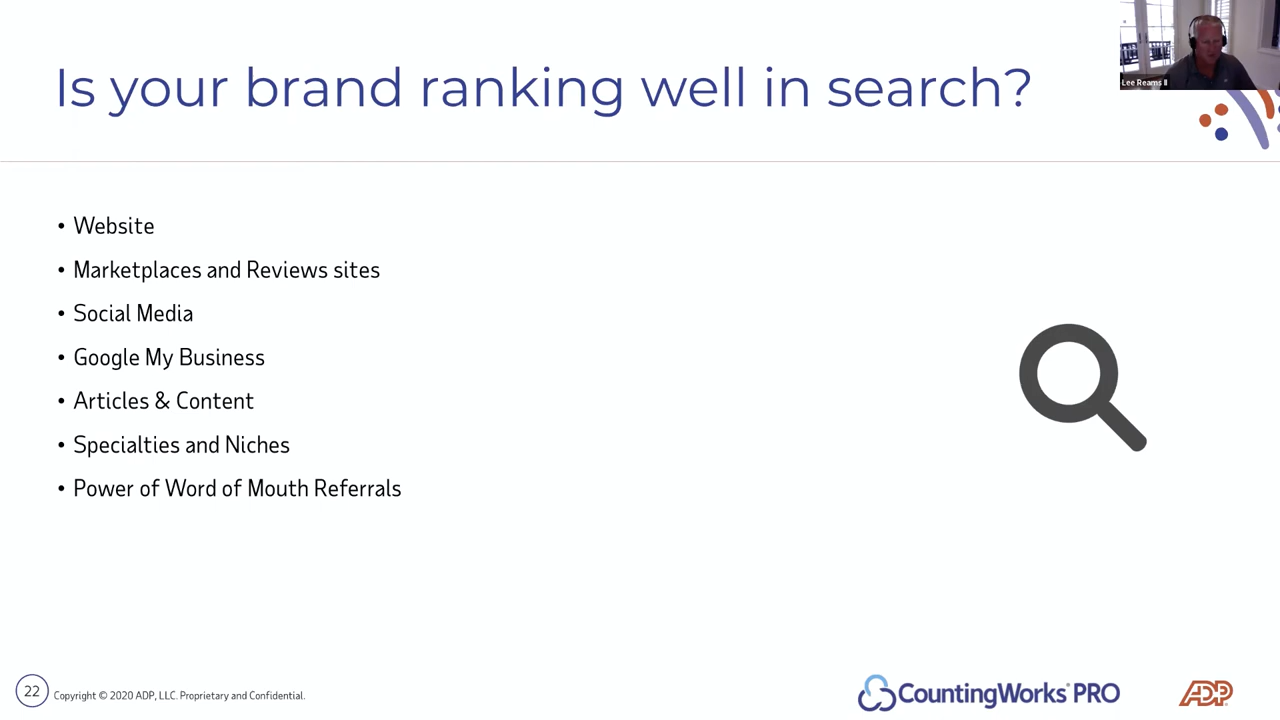 Is your brand ranking well in search?
Lee Reams II
• Website
• Marketplaces and Reviews sites
• Social Media
• Google My Business
• Articles & Content
• Specialties and Niches
• Power of Word of Mouth Referrals
22 Copyright © 2020 ADP, LLC. Proprietary and Confidential.
CountingWorks® PRO
ADP